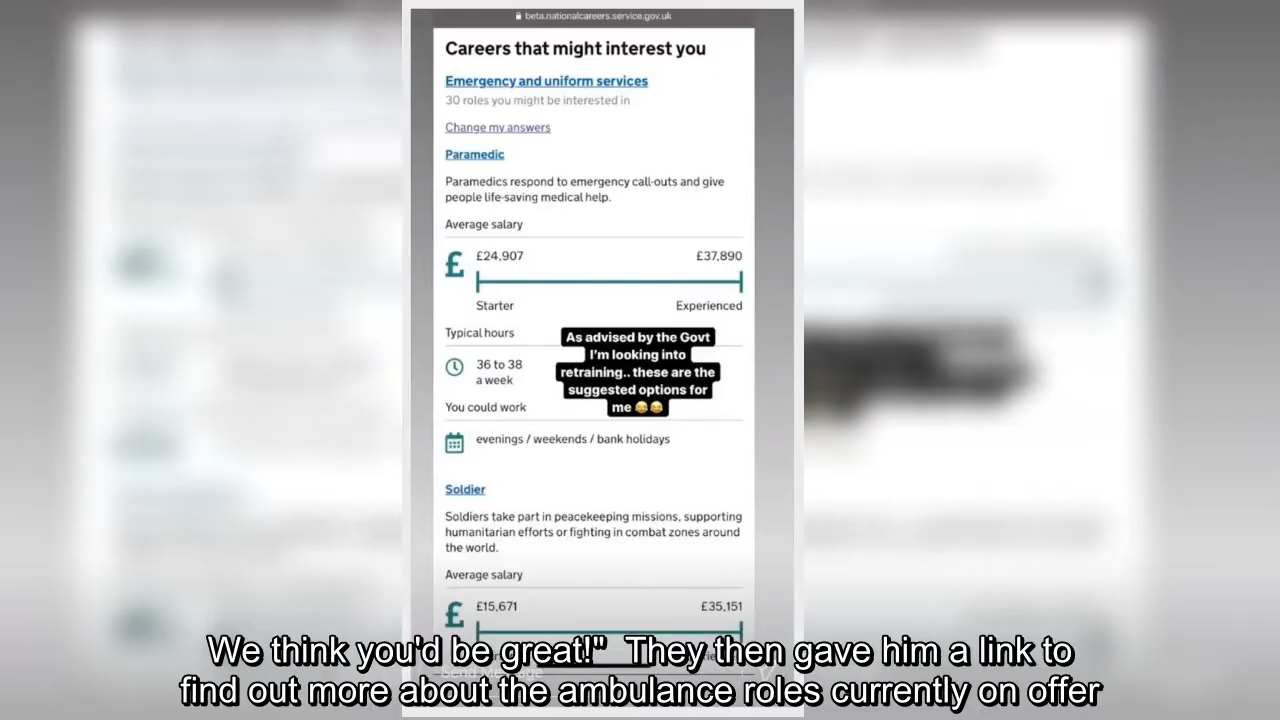 beta.nationalcareers.service.gov.uk
Careers that might interest you
Emergency and uniform services
30 roles you might be interested in
Change my answers
Paramedic
Paramedics respond to emergency call-outs and give
people life-saving medical help.
Average salary
£
£24,907
£37,890
Starter
Experienced
Typical hours
36 to 38
a week
As advised by the Govt
I'm looking into
retraining.. these are the
suggested options for
me 😂😂
You could work
evenings / weekends / bank holidays
Soldier
Soldiers take part in peacekeeping missions, supporting
humanitarian efforts or fighting in combat zones around
the world.
Average salary
£
£15,671
£35,151
We think you'd be great!" They then gave him a link to
find out more about the ambulance roles currently on offer